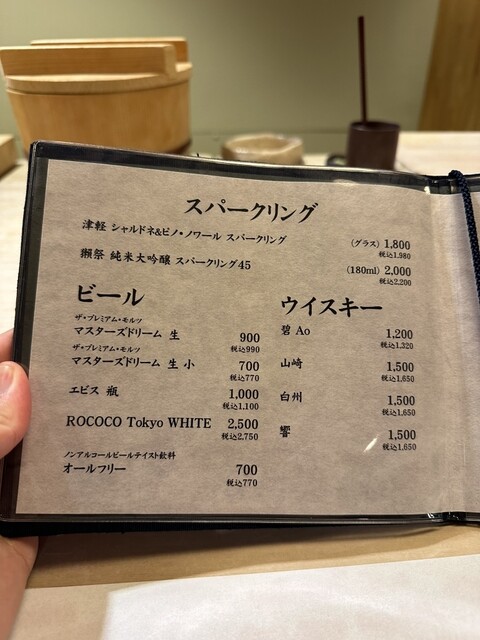 スパークリング
津軽 シャルドネ&ピノ・ノワール スパークリング (グラス) 1,800
税込1,980
獺祭 純米大吟醸 スパークリング45 (180ml) 2,000
税込2,200
ビール
ザ・プレミアム・モルツ
マスターズドリーム 生 900
税込990
ザ・プレミアム・モルツ
マスターズドリーム 生 小 700
税込770
エビス 瓶 1,000
税込1,100
ROCOCO Tokyo WHITE 2,500
税込2,750
ノンアルコールビールテイスト飲料
オールフリー 700
税込770
ウイスキー
碧 Ao 1,200
税込1,320
山崎 1,500
税込1,650
白州 1,500
税込1,650
響 1,500
税込1,650